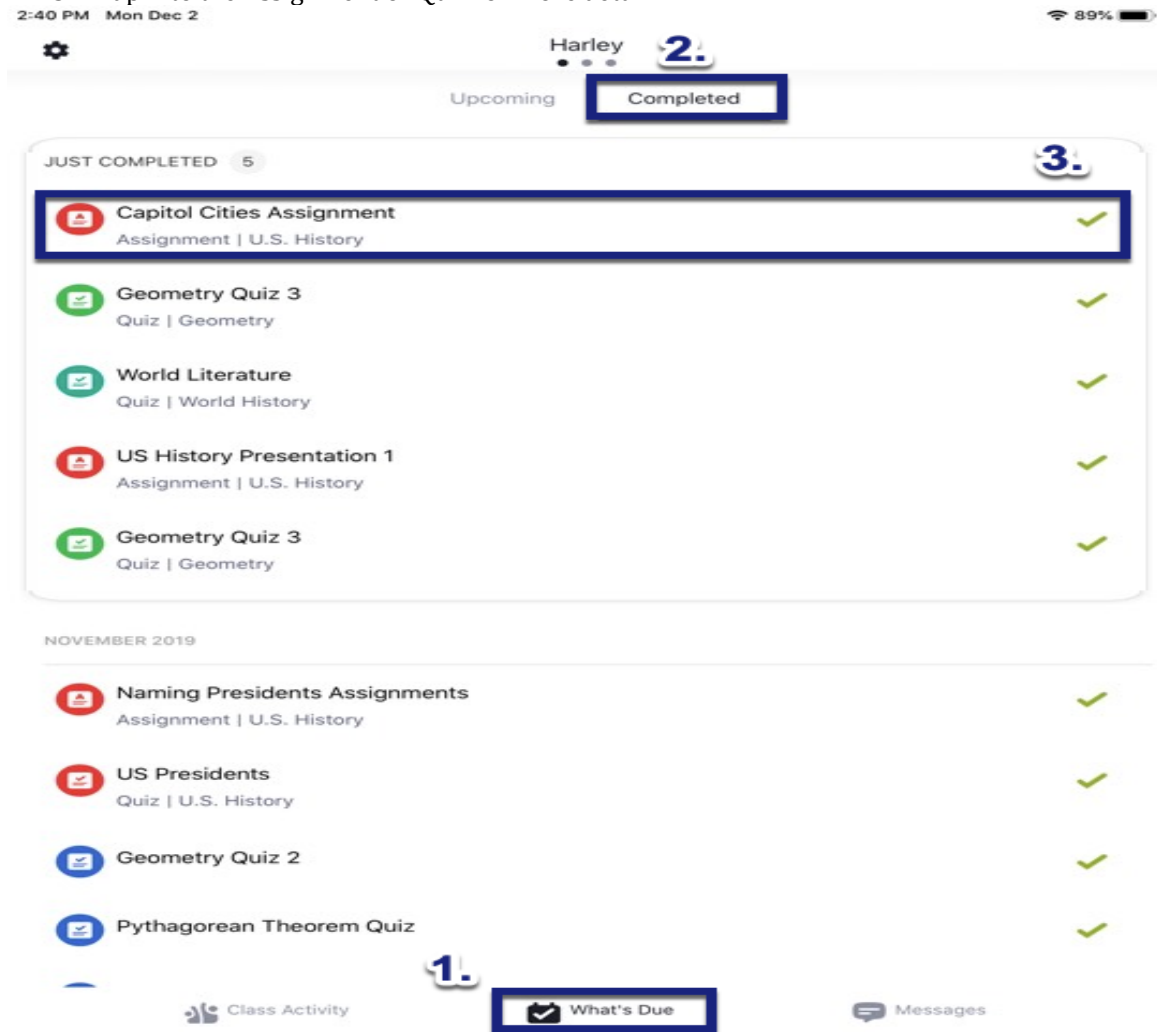 2:40 PM Mon Dec 2 89%
Harley 2.
Upcoming Completed
JUST COMPLETED 5
3.
Capitol Cities Assignment
Assignment | U.S. History
Geometry Quiz 3
Quiz | Geometry
World Literature
Quiz | World History
US History Presentation 1
Assignment | U.S. History
Geometry Quiz 3
Quiz | Geometry
NOVEMBER 2019
Naming Presidents Assignments
Assignment | U.S. History
US Presidents
Quiz | U.S. History
Geometry Quiz 2
Pythagorean Theorem Quiz
1.
Class Activity What's Due Messages